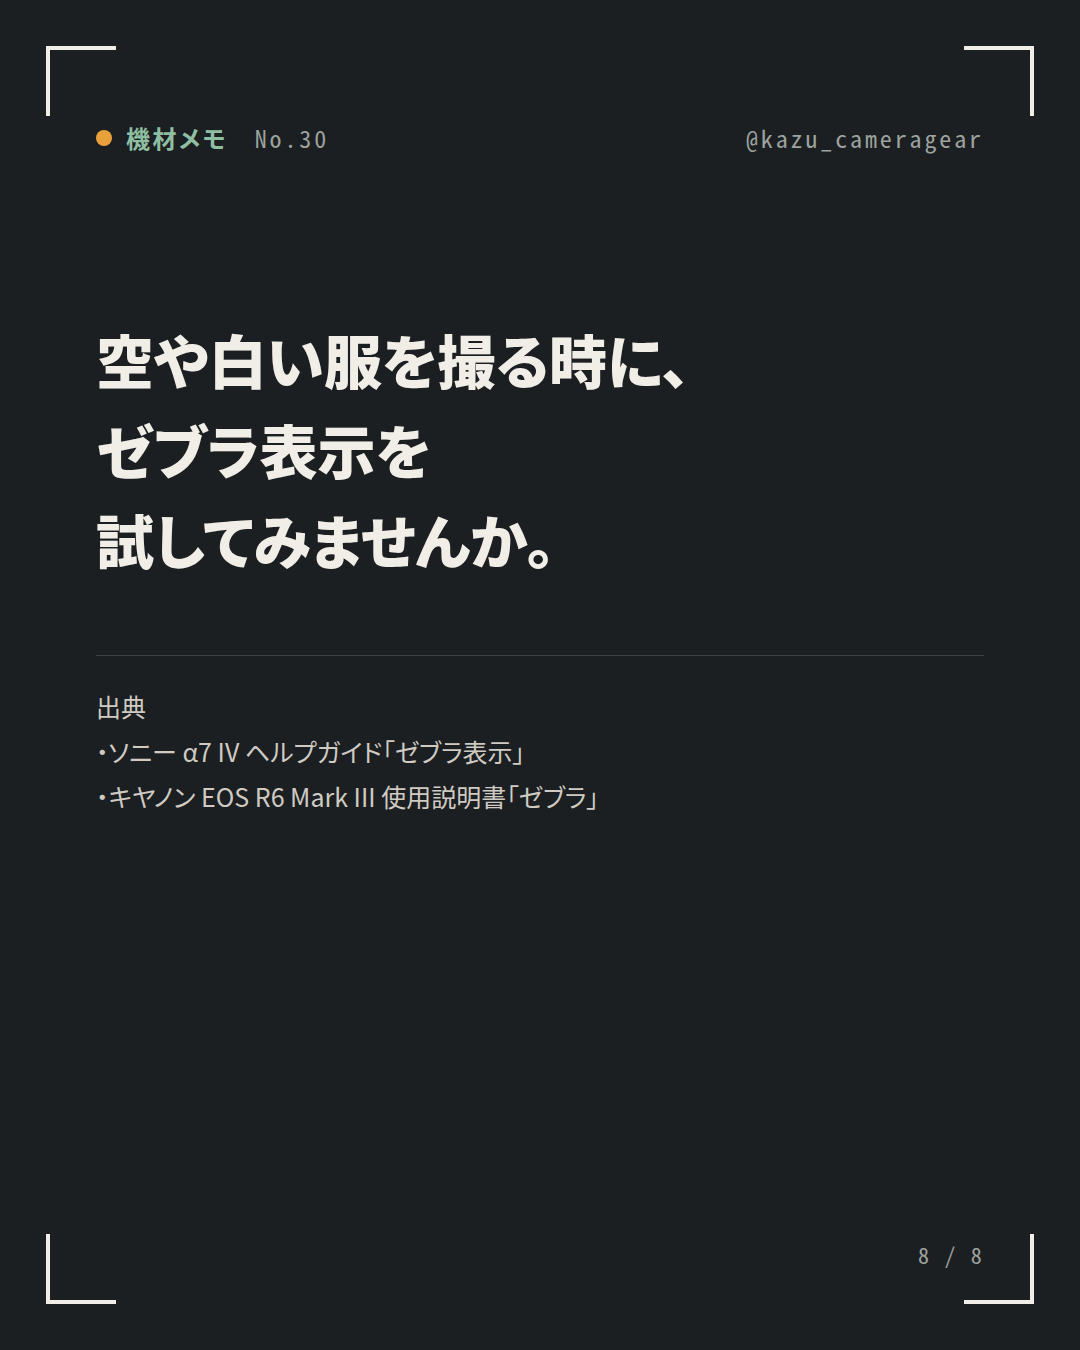 機材メモ No.30
@kazu_cameragear
空や白い服を撮る時に、
ゼブラ表示を
試してみませんか。
出典
・ソニー α7 IV ヘルプガイド「ゼブラ表示」
・キヤノン EOS R6 Mark III 使用説明書「ゼブラ」
8 / 8